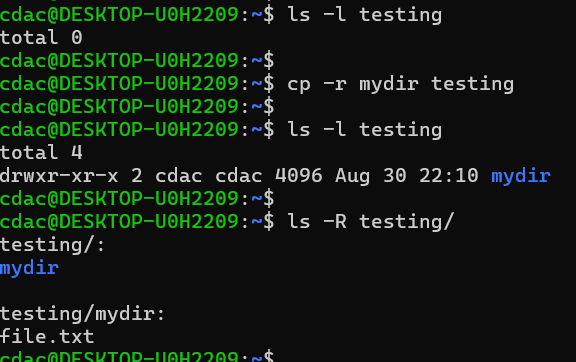 cdac@DESKTOP-U0H2209:~$ ls -l testing
total 0
cdac@DESKTOP-U0H2209:~$
cdac@DESKTOP-U0H2209:~$ cp -r mydir testing
cdac@DESKTOP-U0H2209:~$
cdac@DESKTOP-U0H2209:~$ ls -l testing
total 4
drwxr-xr-x 2 cdac cdac 4096 Aug 30 22:10 mydir
cdac@DESKTOP-U0H2209:~$
cdac@DESKTOP-U0H2209:~$ ls -R testing/
testing/:
mydir

testing/mydir:
file.txt
cdac@DESKTOP-U0H2209:~$